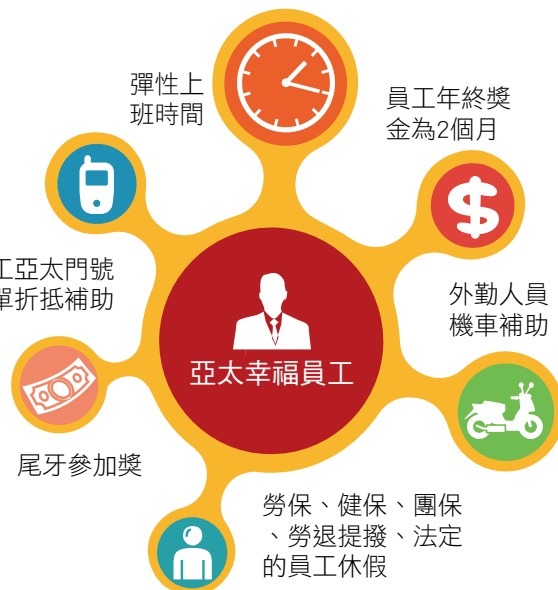 彈性上
班時間
員工年終獎
金為2個月
工亞太門號
單折抵補助
外勤人員
機車補助
亞太幸福員工
尾牙參加獎
勞保、健保、團保
、勞退提撥、法定
的員工休假